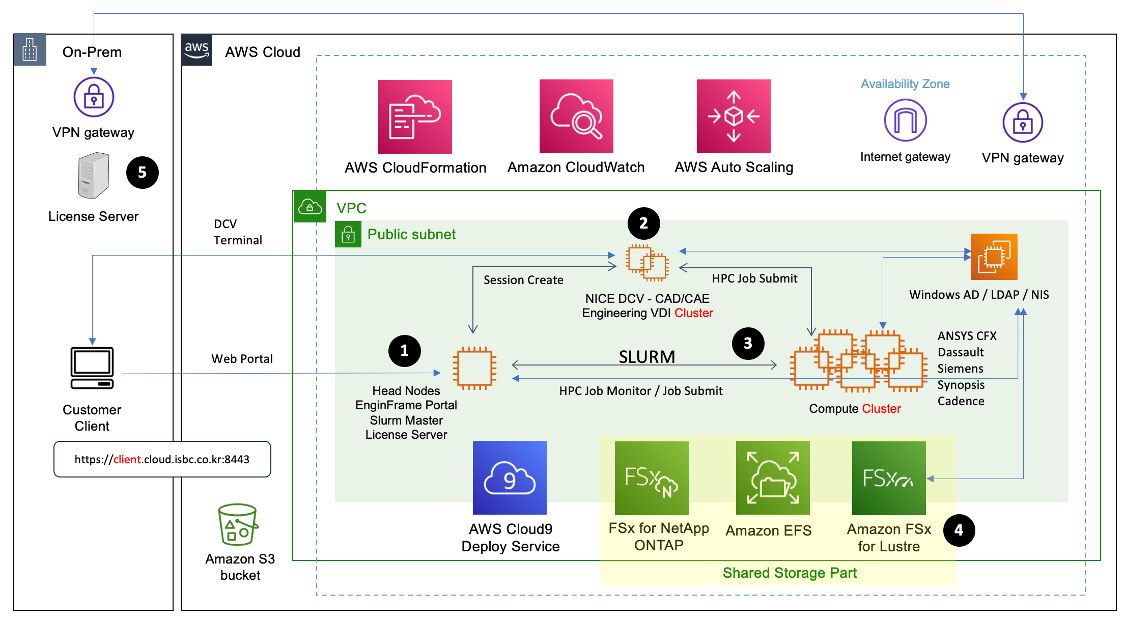 On-Prem
VPN gateway
5
License Server
Customer
Client
https://client.cloud.isbc.co.kr:8443
aws
AWS Cloud
AWS CloudFormation
Amazon CloudWatch
AWS Auto Scaling
Availability Zone
Internet gateway
VPN gateway
VPC
Public subnet
DCV
Terminal
Web Portal
2
Session Create
HPC Job Submit
NICE DCV - CAD/CAE
Engineering VDI Cluster
Windows AD / LDAP / NIS
1
Head Nodes
EnginFrame Portal
Slurm Master
License Server
SLURM
3
HPC Job Monitor / Job Submit
Compute Cluster
ANSYS CFX
Dassault
Siemens
Synopsis
Cadence
9
AWS Cloud9
Deploy Service
FSx
N
FSx for NetApp
ONTAP
Amazon EFS
FSx
Amazon FSx
for Lustre
4
Shared Storage Part
Amazon S3
bucket